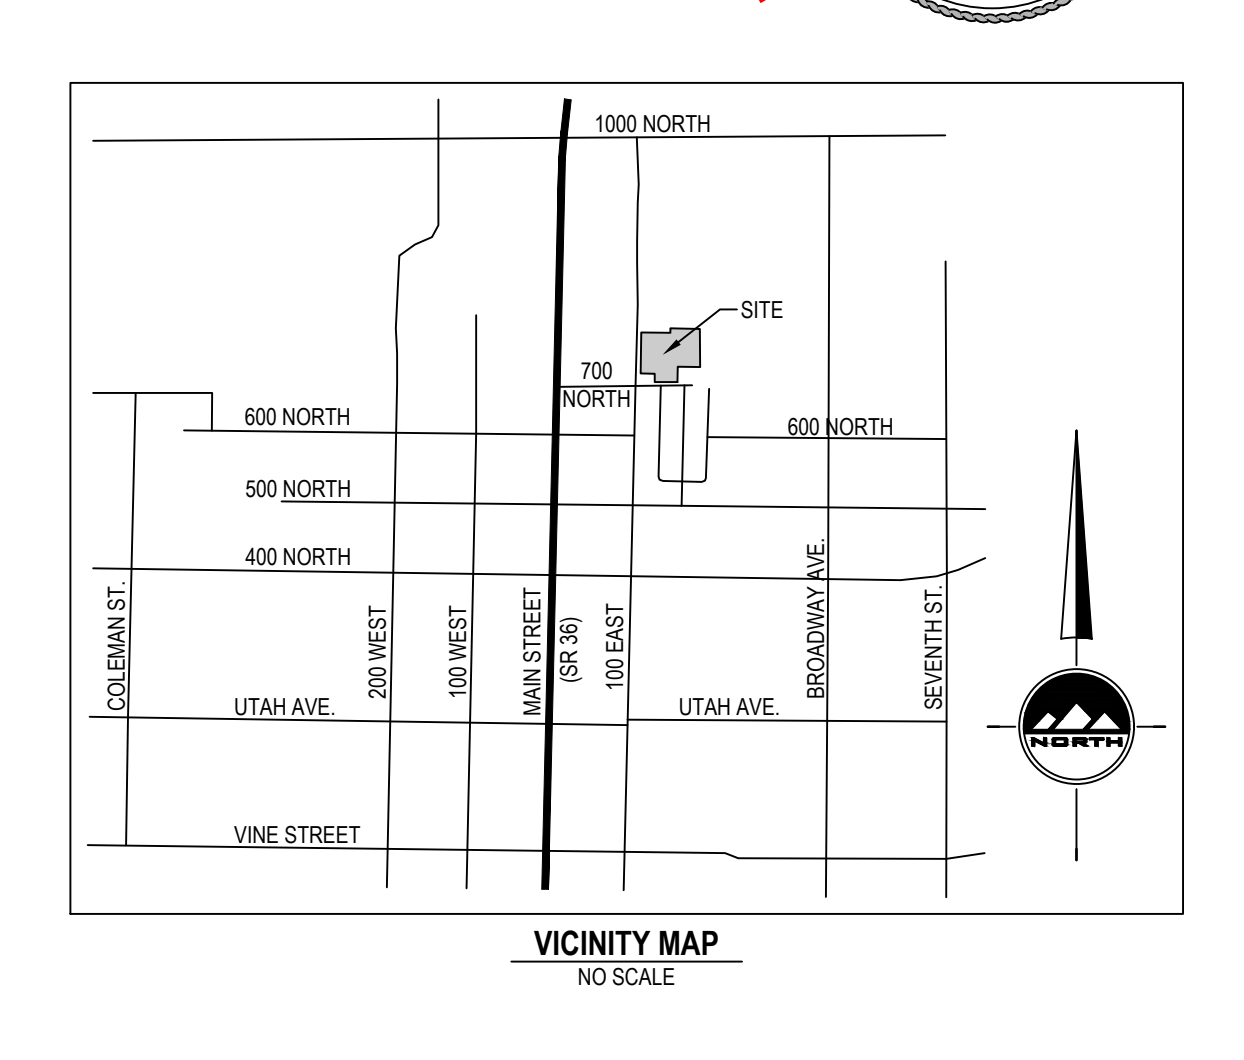 1000 NORTH
SITE
700
NORTH
600 NORTH
600 NORTH
500 NORTH
400 NORTH
COLEMAN ST.
200 WEST
100 WEST
MAIN STREET
(SR 36)
100 EAST
BROADWAY AVE.
SEVENTH ST.
UTAH AVE.
UTAH AVE.
NORTH
VINE STREET
VICINITY MAP
NO SCALE